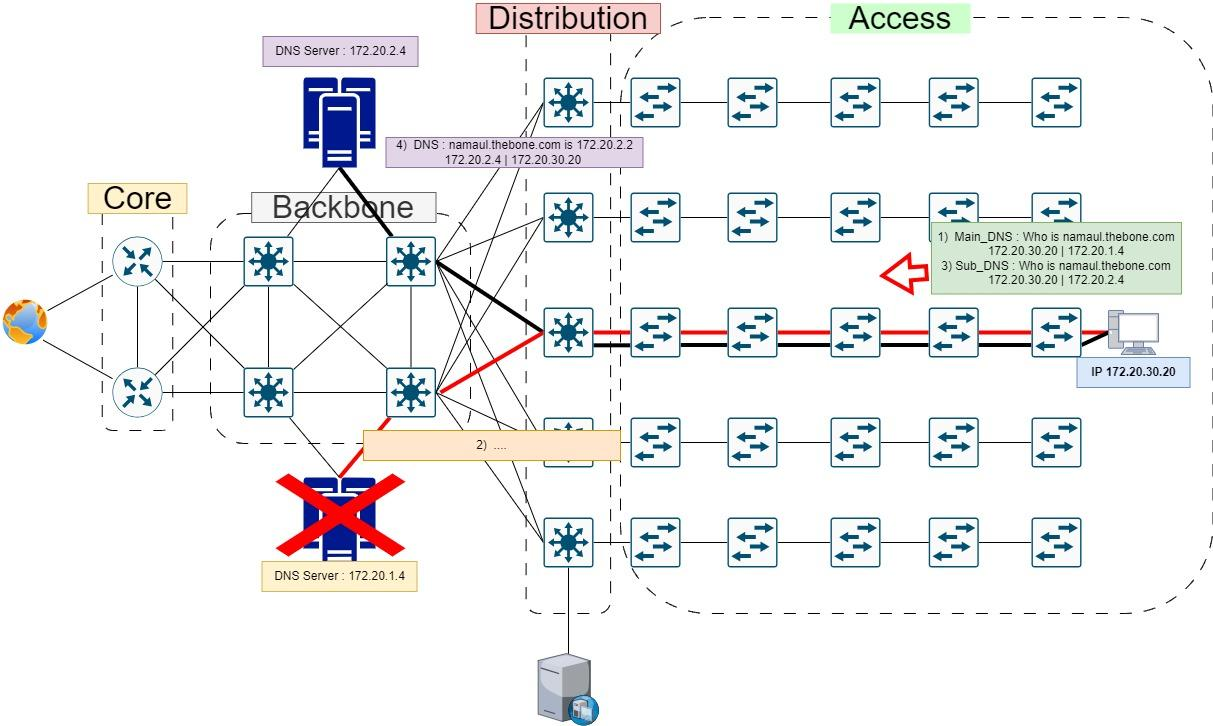 Distribution
Access
DNS Server : 172.20.2.4
4)  DNS : namaul.thebone.com is 172.20.2.2
172.20.2.4 | 172.20.30.20
Core
Backbone
1)  Main_DNS : Who is namaul.thebone.com
172.20.30.20 | 172.20.1.4
3) Sub_DNS : Who is namaul.thebone.com
172.20.30.20 | 172.20.2.4
IP 172.20.30.20
2)  ....
DNS Server : 172.20.1.4